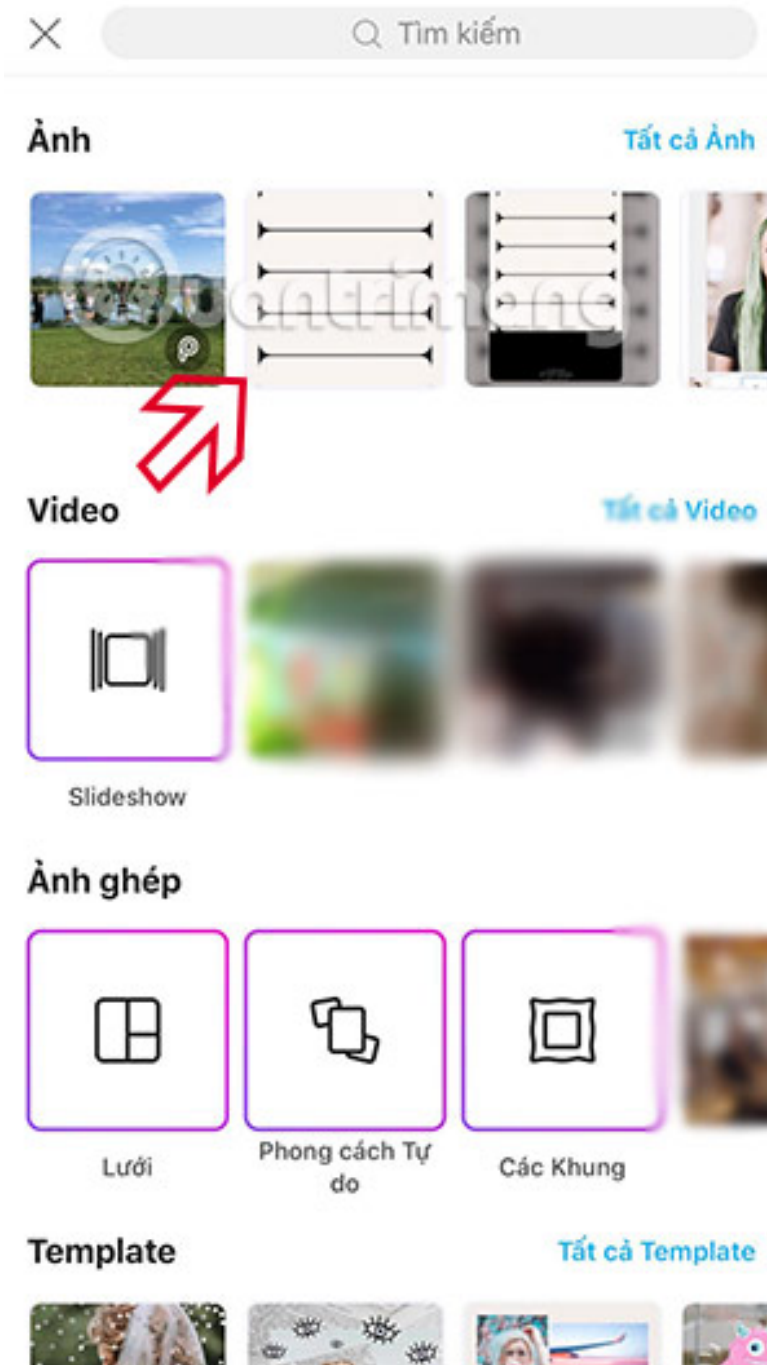 Tìm kiếm
Ảnh
Tất cả Ảnh
quantrimang
Video
Tất cả Video
Slideshow
Ảnh ghép
Lưới
Phong cách Tự
do
Các Khung
Template
Tất cả Template